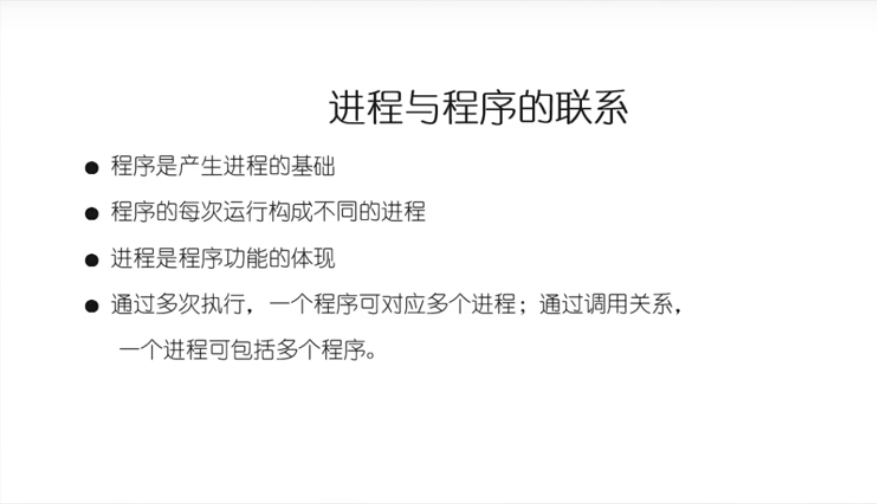 进程与程序的联系
● 程序是产生进程的基础
● 程序的每次运行构成不同的进程
● 进程是程序功能的体现
● 通过多次执行，一个程序可对应多个进程；通过调用关系，
一个进程可包括多个程序。